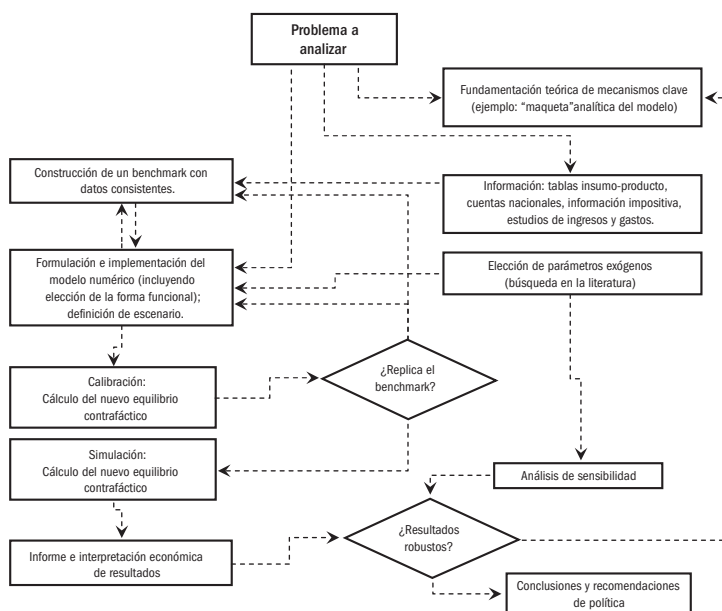 Problema a
analizar
Fundamentación teórica de mecanismos clave
(ejemplo: “maqueta”analítica del modelo)
Construcción de un benchmark con
datos consistentes.
Información: tablas insumo-producto,
cuentas nacionales, información impositiva,
estudios de ingresos y gastos.
Formulación e implementación del
modelo numérico (incluyendo
elección de la forma funcional);
definición de escenario.
Elección de parámetros exógenos
(búsqueda en la literatura)
¿Replica el
benchmark?
Calibración:
Cálculo del nuevo equilibrio
contrafáctico
Simulación:
Cálculo del nuevo equilibrio
contrafáctico
Análisis de sensibilidad
¿Resultados
robustos?
Informe e interpretación económica
de resultados
Conclusiones y recomendaciones
de política